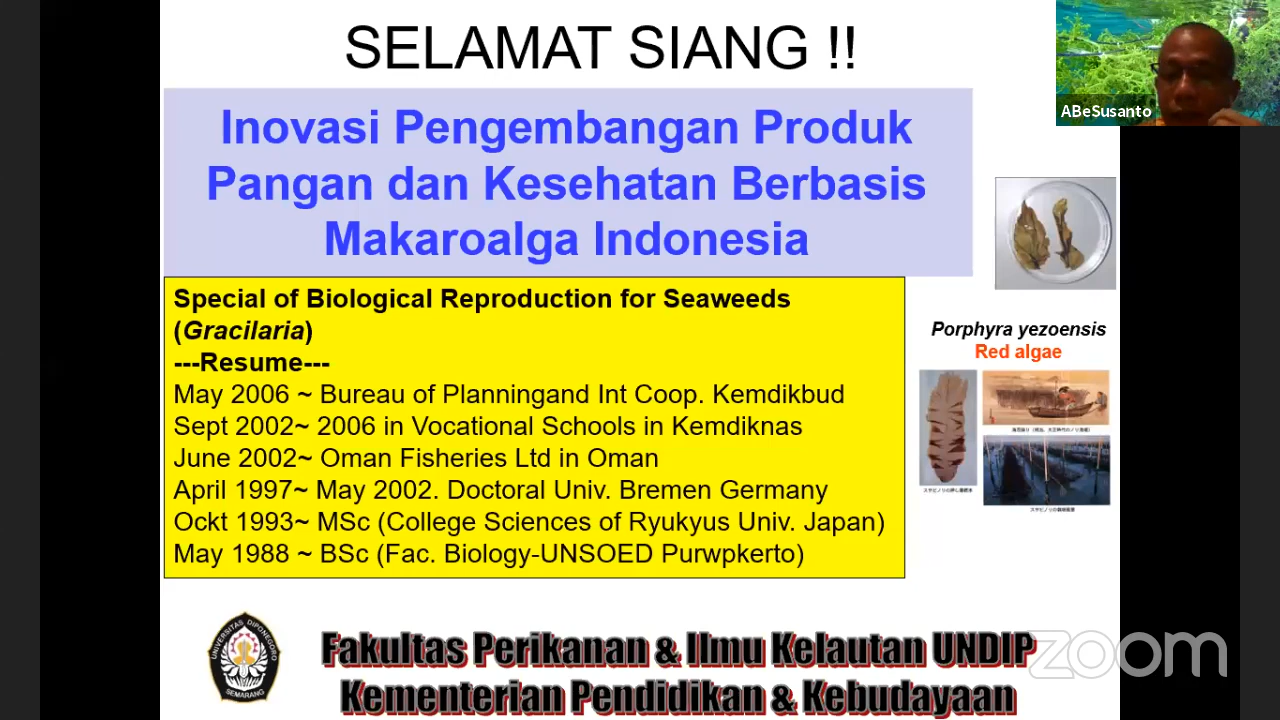 SELAMAT SIANG !!
ABeSusanto
Inovasi Pengembangan Produk
Pangan dan Kesehatan Berbasis
Makaroalga Indonesia
Special of Biological Reproduction for Seaweeds
(Gracilaria)
---Resume---
May 2006 ~ Bureau of Planningand Int Coop. Kemdikbud
Sept 2002~ 2006 in Vocational Schools in Kemdiknas
June 2002~ Oman Fisheries Ltd in Oman
April 1997~ May 2002. Doctoral Univ. Bremen Germany
Ockt 1993~ MSc (College Sciences of Ryukyus Univ. Japan)
May 1988 ~ BSc (Fac. Biology-UNSOED Purwpkerto)
Porphyra yezoensis
Red algae
UNIVERSITAS DIPONEGORO
SEMARANG
Fakultas Perikanan & Ilmu Kelautan UNDIP
Kementerian Pendidikan & Kebudayaan
zoom